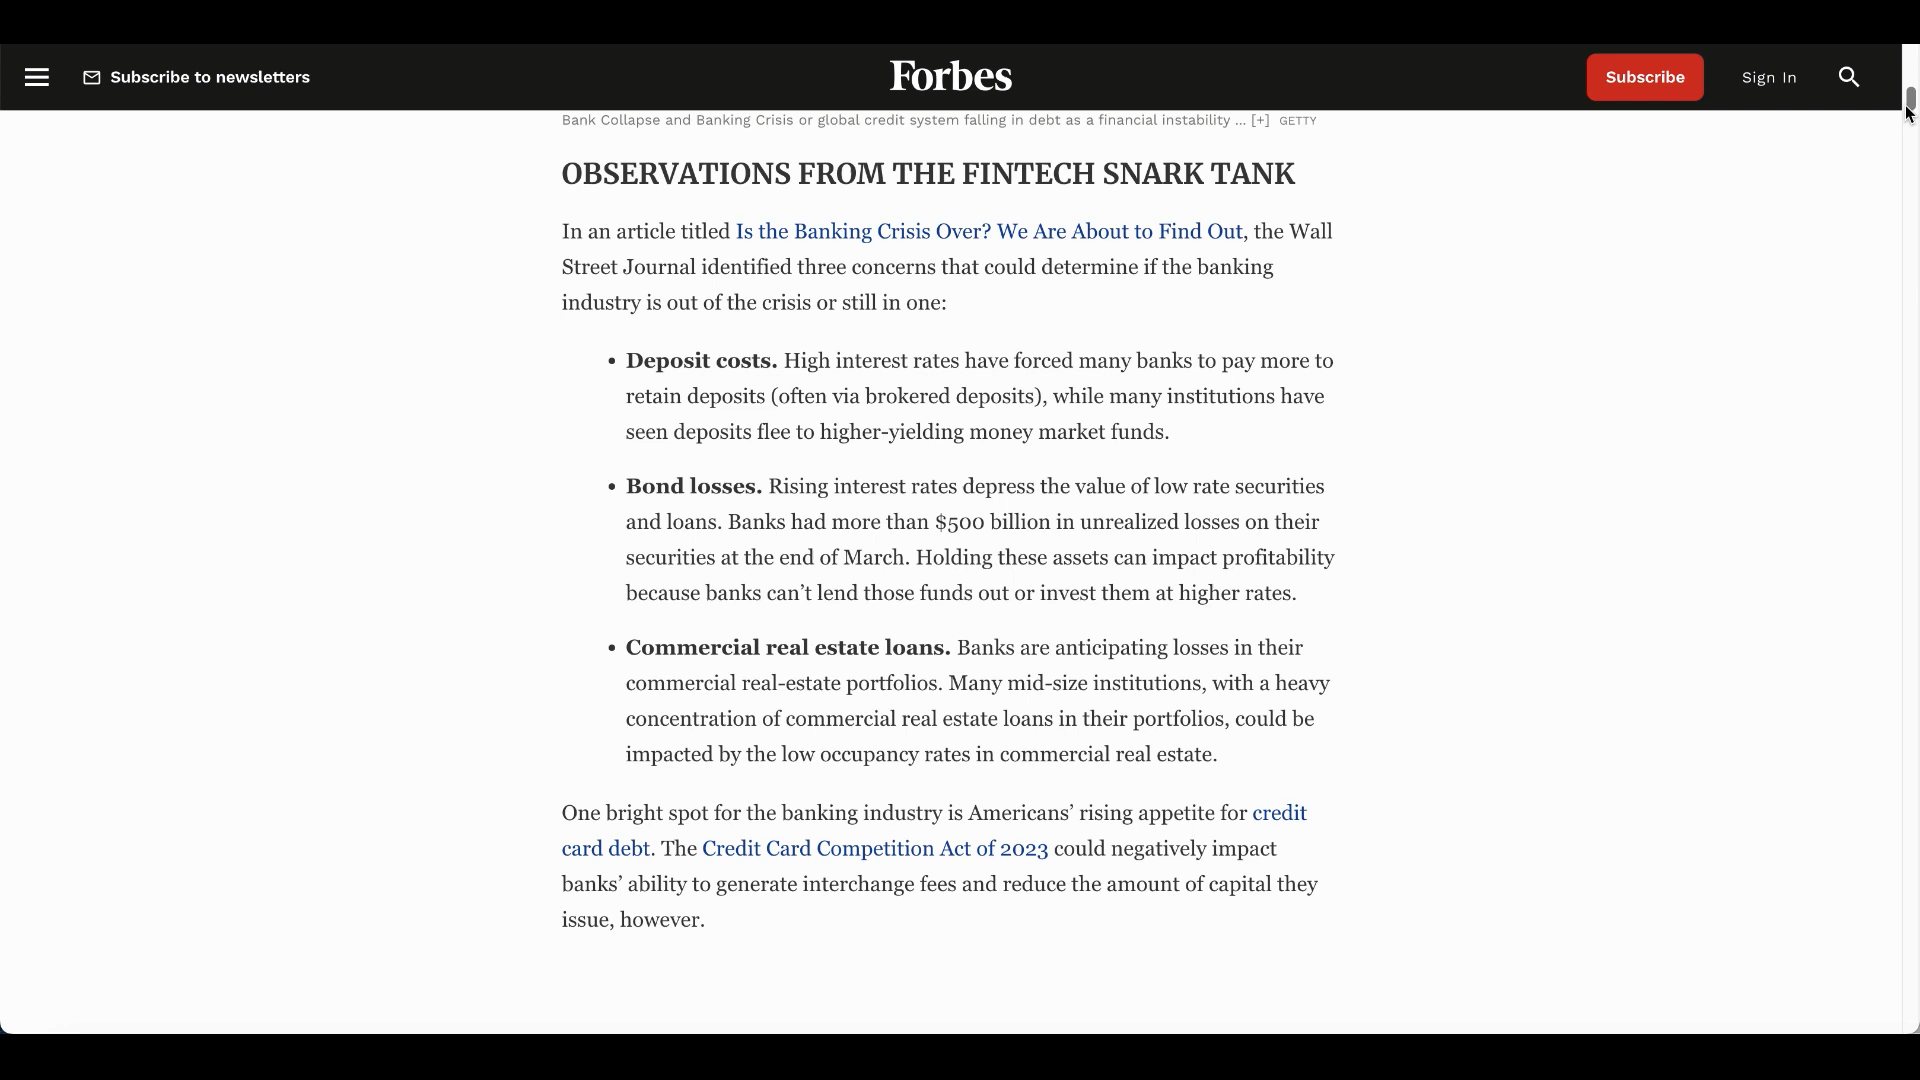 Subscribe to newsletters
Forbes
Subscribe
Sign In
Bank Collapse and Banking Crisis or global credit system falling in debt as a financial instability ... [+] GETTY
OBSERVATIONS FROM THE FINTECH SNARK TANK
In an article titled Is the Banking Crisis Over? We Are About to Find Out, the Wall
Street Journal identified three concerns that could determine if the banking
industry is out of the crisis or still in one:
• Deposit costs. High interest rates have forced many banks to pay more to
retain deposits (often via brokered deposits), while many institutions have
seen deposits flee to higher-yielding money market funds.
• Bond losses. Rising interest rates depress the value of low rate securities
and loans. Banks had more than $500 billion in unrealized losses on their
securities at the end of March. Holding these assets can impact profitability
because banks can’t lend those funds out or invest them at higher rates.
• Commercial real estate loans. Banks are anticipating losses in their
commercial real-estate portfolios. Many mid-size institutions, with a heavy
concentration of commercial real estate loans in their portfolios, could be
impacted by the low occupancy rates in commercial real estate.
One bright spot for the banking industry is Americans’ rising appetite for credit
card debt. The Credit Card Competition Act of 2023 could negatively impact
banks’ ability to generate interchange fees and reduce the amount of capital they
issue, however.